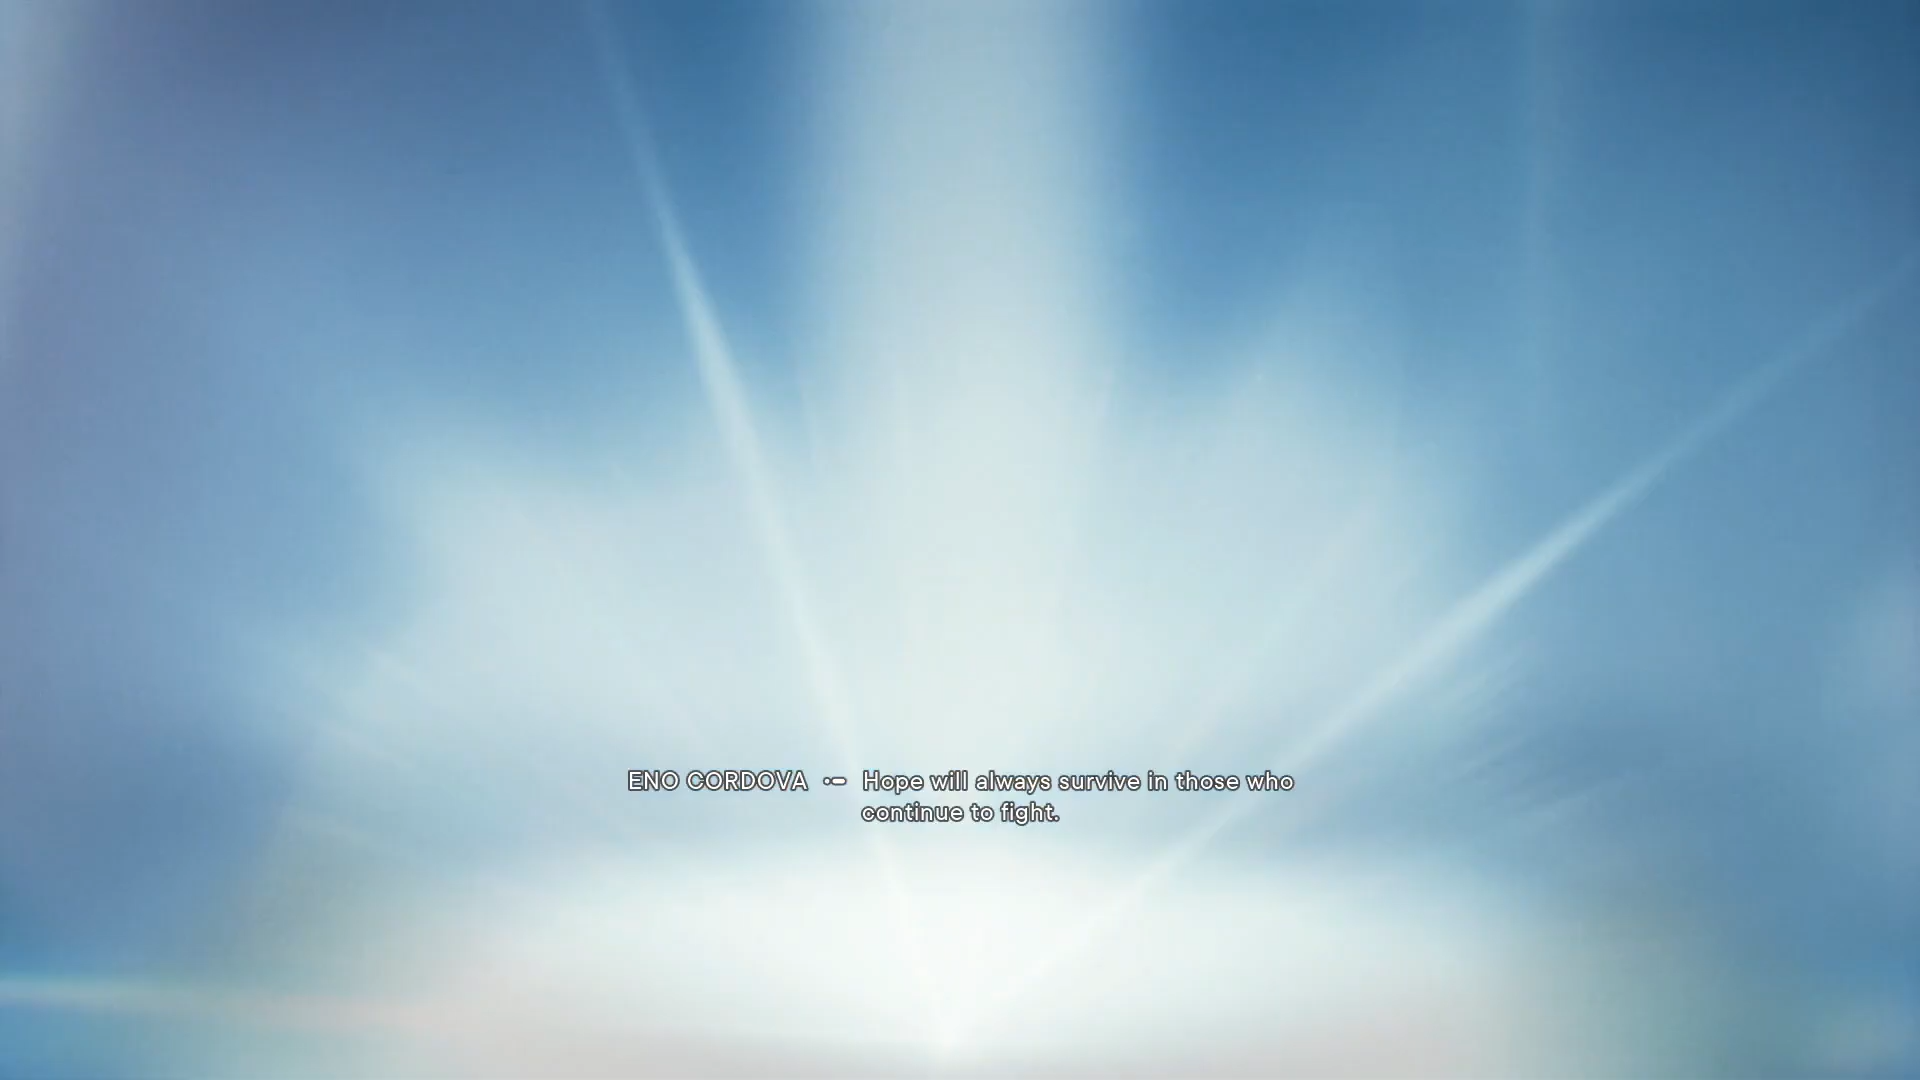 ENO CORDOVA •– Hope will always survive in those who
continue to fight.